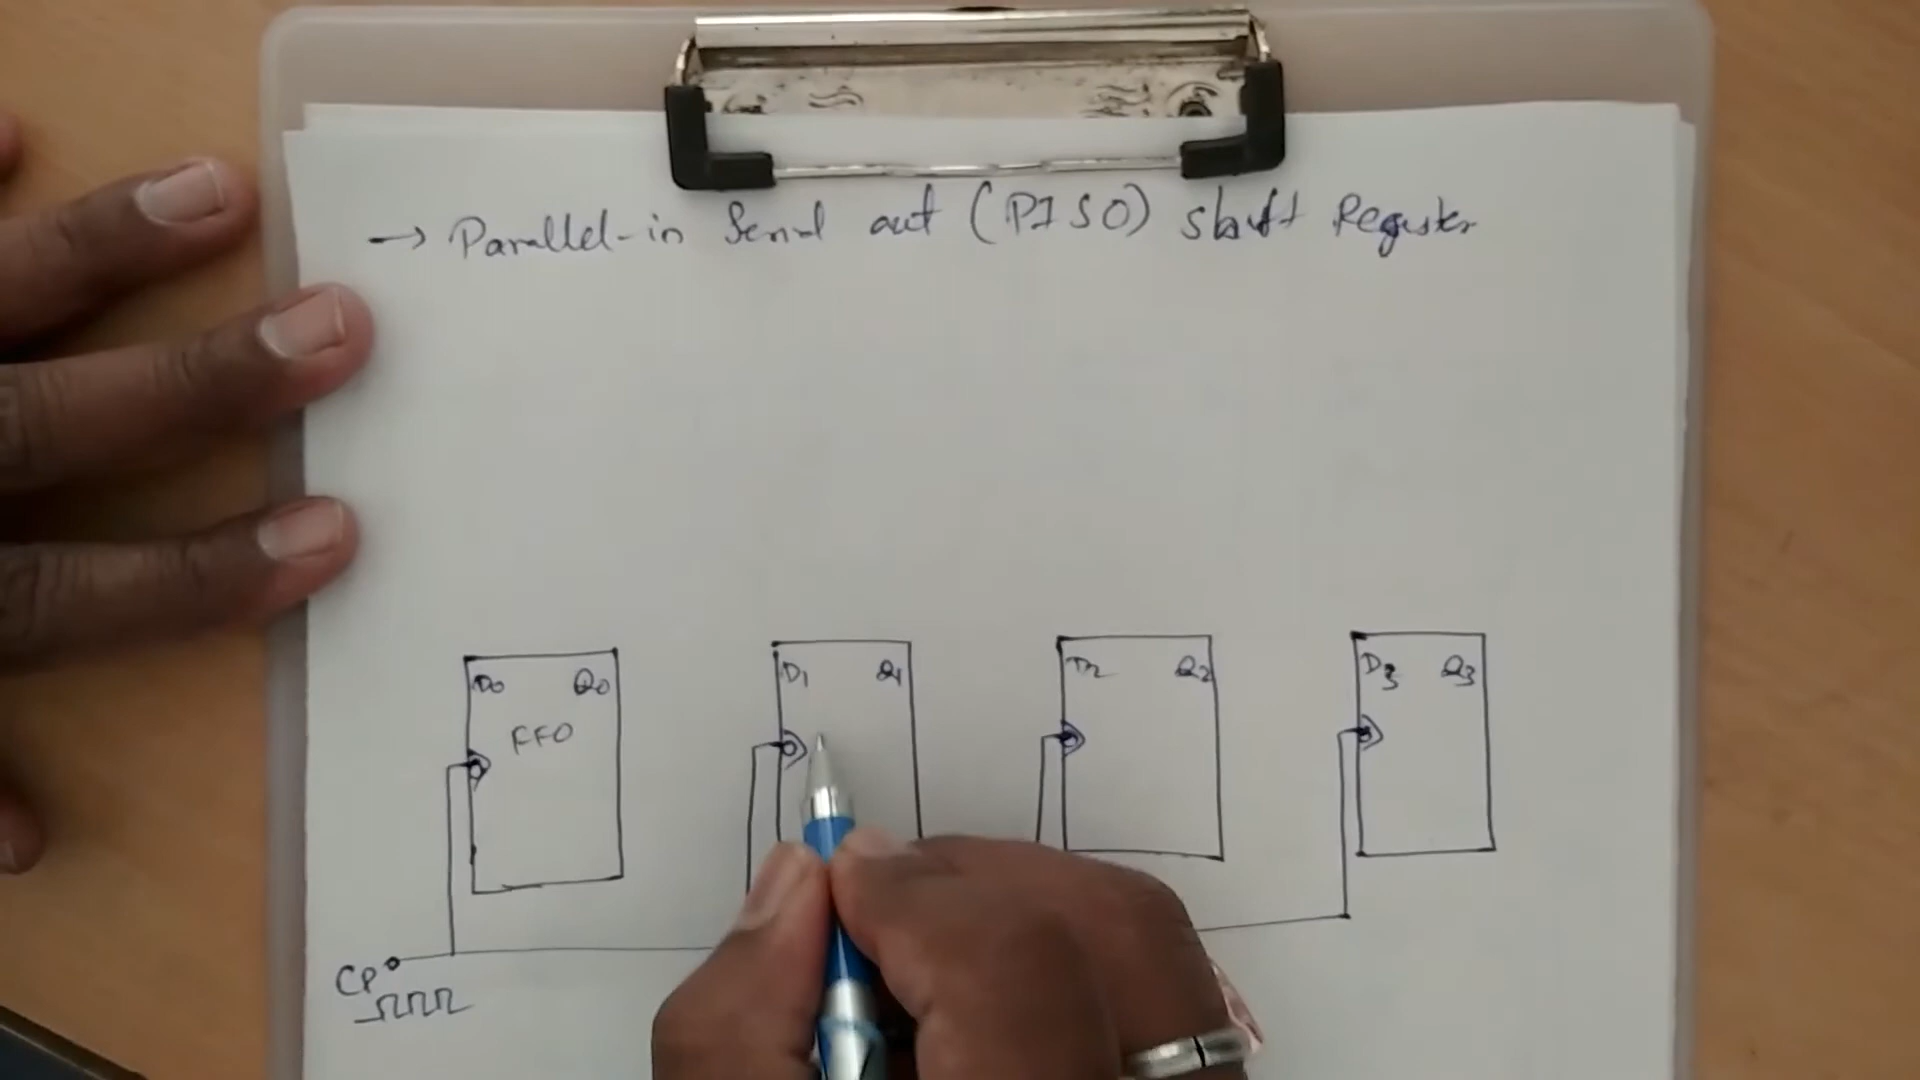 → Parallel-in Serial out (PISO) shift Register
D0 Q0 D1 Q1 D2 Q2 D3 Q3
FF0
CP